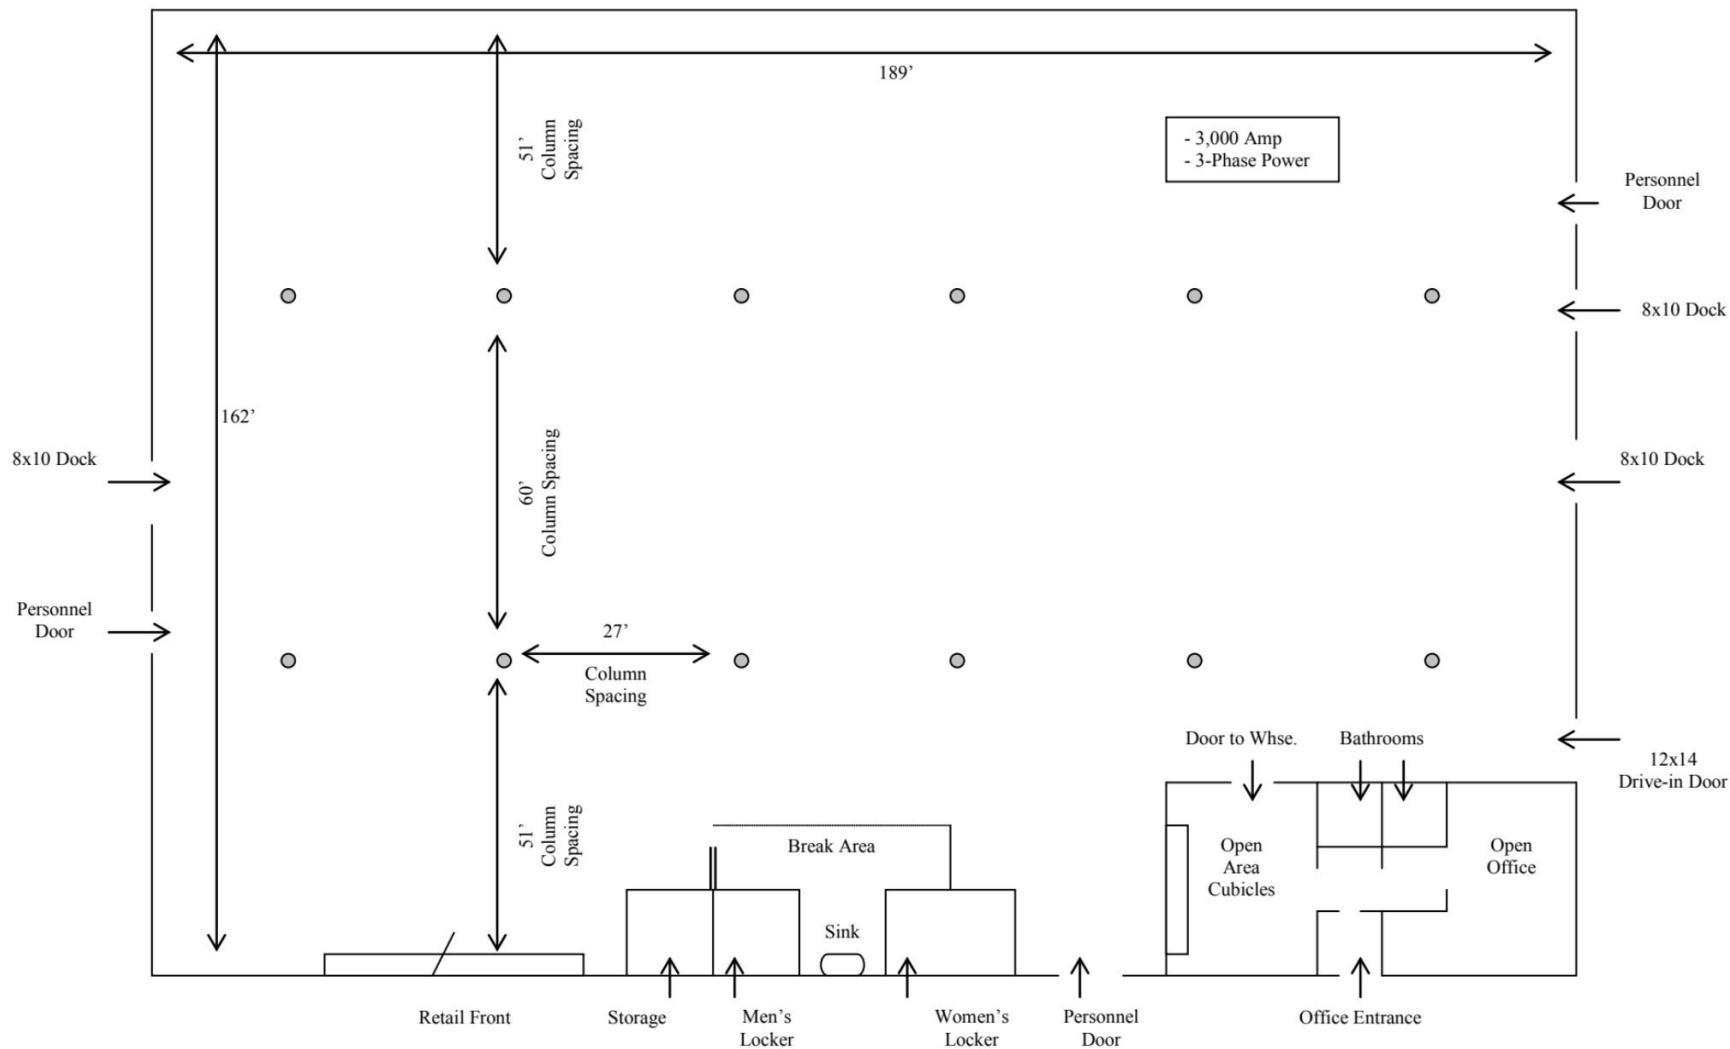 189’
51’
Column
Spacing
- 3,000 Amp
- 3-Phase Power
Personnel
Door
8x10 Dock
162’
8x10 Dock
60’
Column Spacing
8x10 Dock
Personnel
Door
27’
Column
Spacing
Door to Whse.
Bathrooms
12x14
Drive-in Door
51’
Column
Spacing
Break Area
Open
Area
Cubicles
Open
Office
Sink
Retail Front
Storage
Men’s
Locker
Women’s
Locker
Personnel
Door
Office Entrance